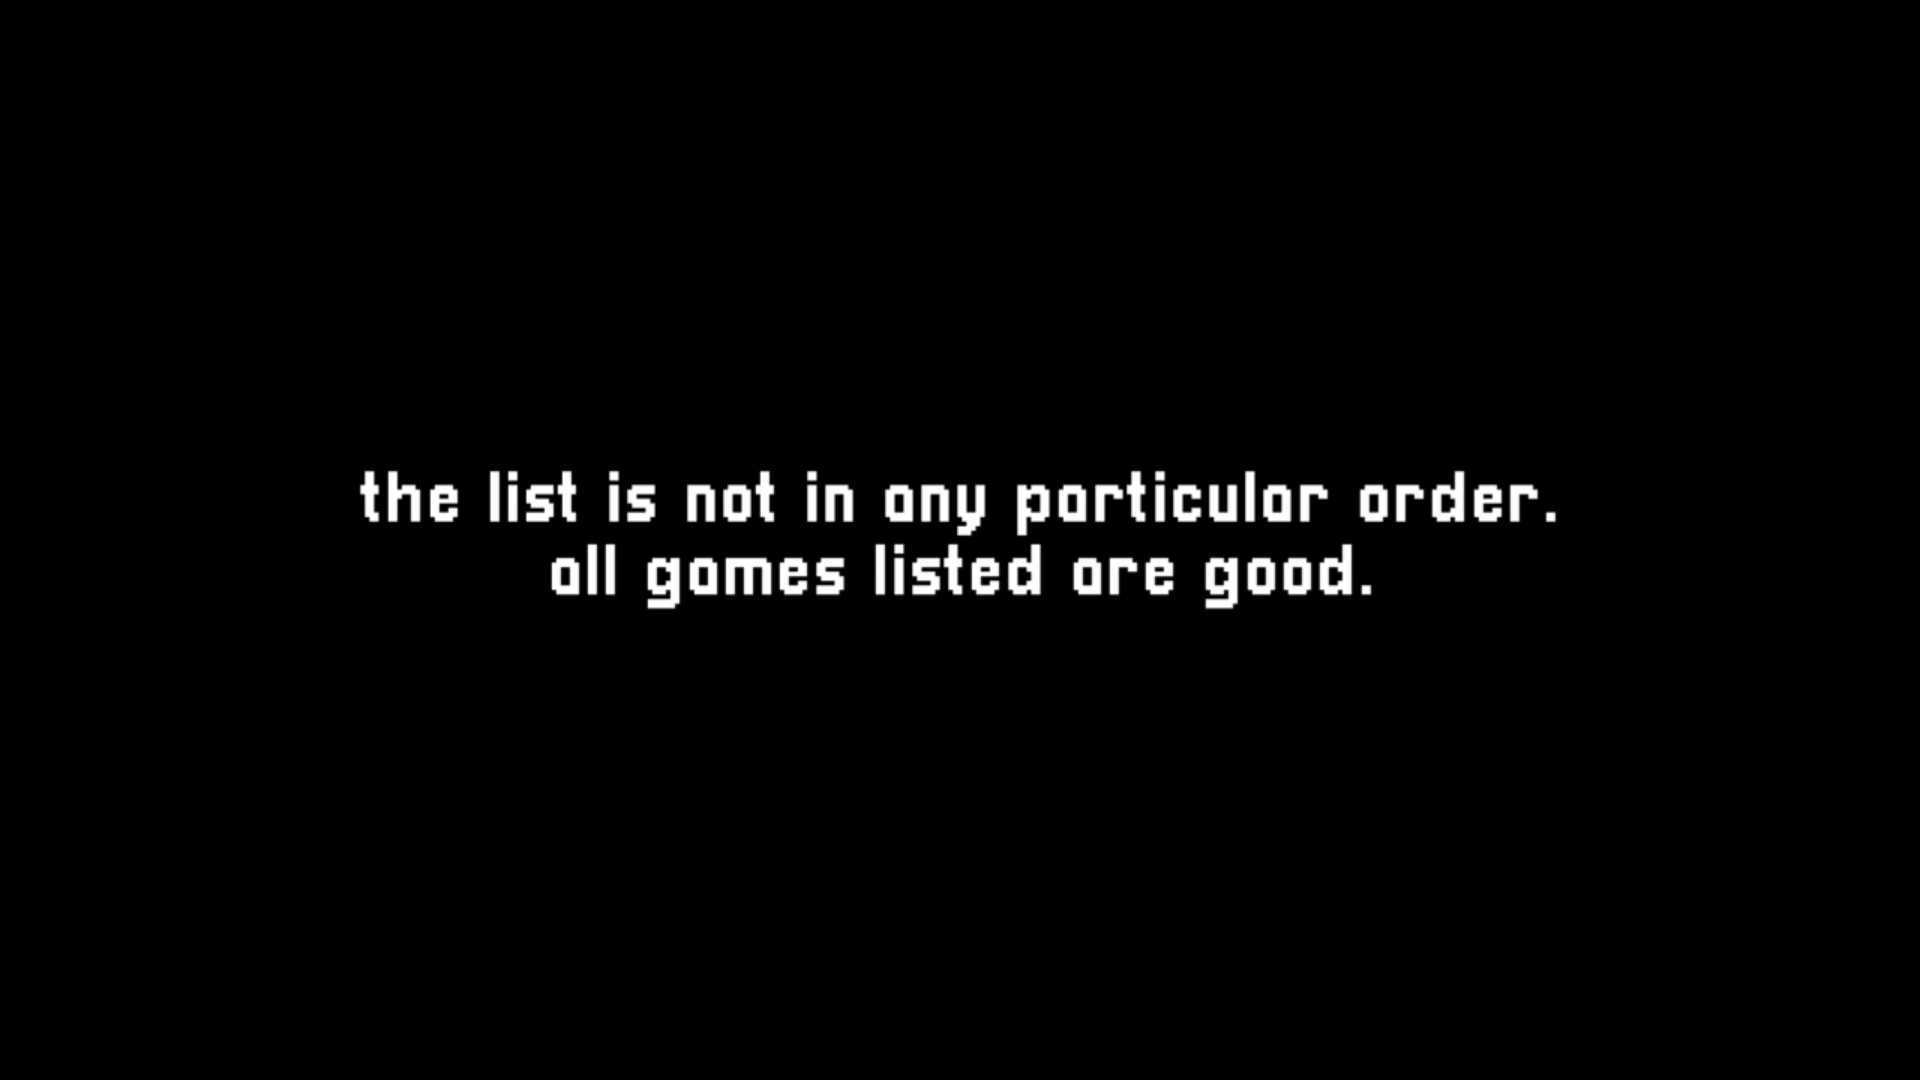 the list is not in any particular order.
all games listed are good.